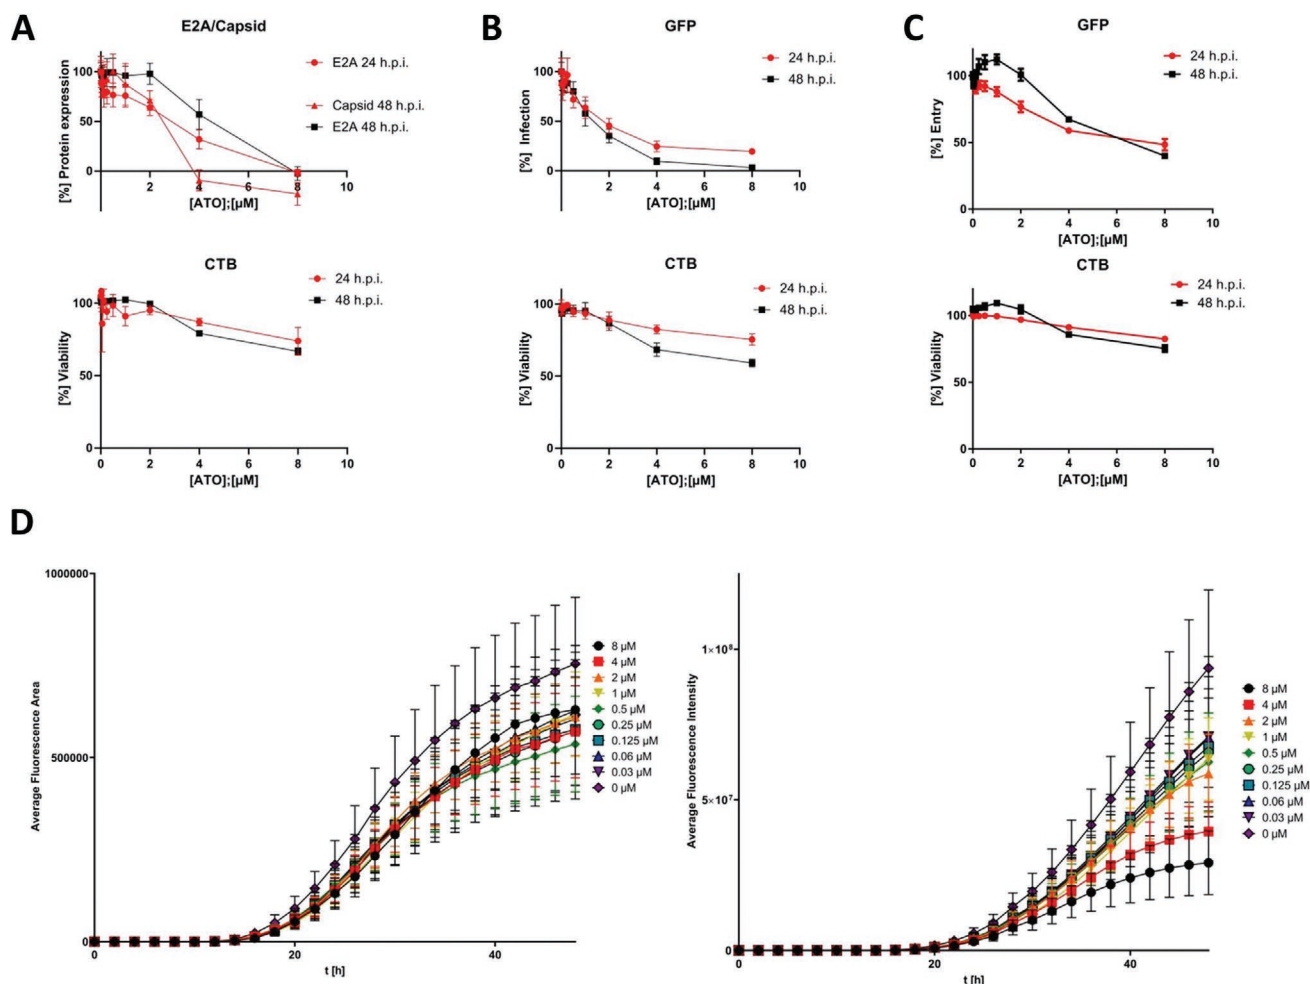 A
E2A/Capsid
[%] Protein expression
100
50
0
2
4
6
8
10
[ATO];[µM]
E2A 24 h.p.i.
Capsid 48 h.p.i.
E2A 48 h.p.i.
CTB
[%] Viability
100
50
0
0
2
4
6
8
10
[ATO];[µM]
24 h.p.i.
48 h.p.i.
B
GFP
[%] Infection
100
50
0
2
4
6
8
10
[ATO];[µM]
24 h.p.i.
48 h.p.i.
CTB
[%] Viability
100
50
0
0
2
4
6
8
10
[ATO];[µM]
24 h.p.i.
48 h.p.i.
C
GFP
[%] Entry
100
50
0
0
2
4
6
8
10
[ATO];[µM]
24 h.p.i.
48 h.p.i.
CTB
[%] Viability
100
50
0
0
2
4
6
8
10
[ATO];[µM]
24 h.p.i.
48 h.p.i.
D
Average Fluorescence Area
1000000
500000
0
0
20
40
t [h]
8 µM
4 µM
2 µM
1 µM
0.5 µM
0.25 µM
0.125 µM
0.06 µM
0.03 µM
0 µM
Average Fluorescence Intensity
1×10⁸
5×10⁷
0
0
20
40
t [h]
8 µM
4 µM
2 µM
1 µM
0.5 µM
0.25 µM
0.125 µM
0.06 µM
0.03 µM
0 µM